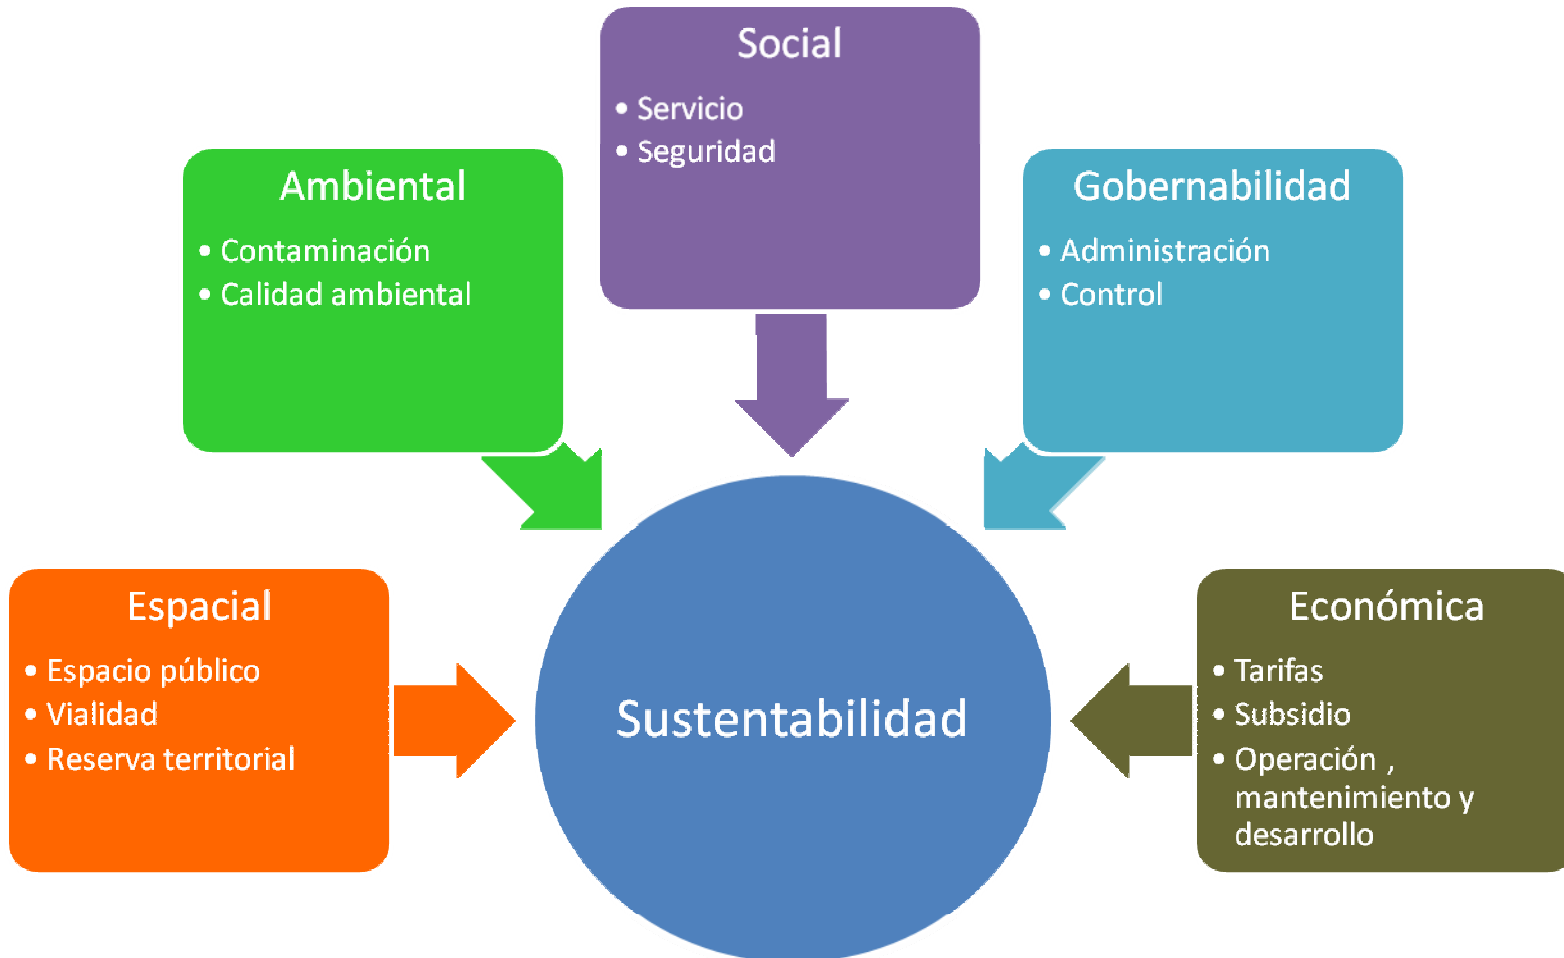 Social
• Servicio
• Seguridad
Ambiental
• Contaminación
• Calidad ambiental
Gobernabilidad
• Administración
• Control
Espacial
• Espacio público
• Vialidad
• Reserva territorial
Sustentabilidad
Económica
• Tarifas
• Subsidio
• Operación ,
mantenimiento y
desarrollo